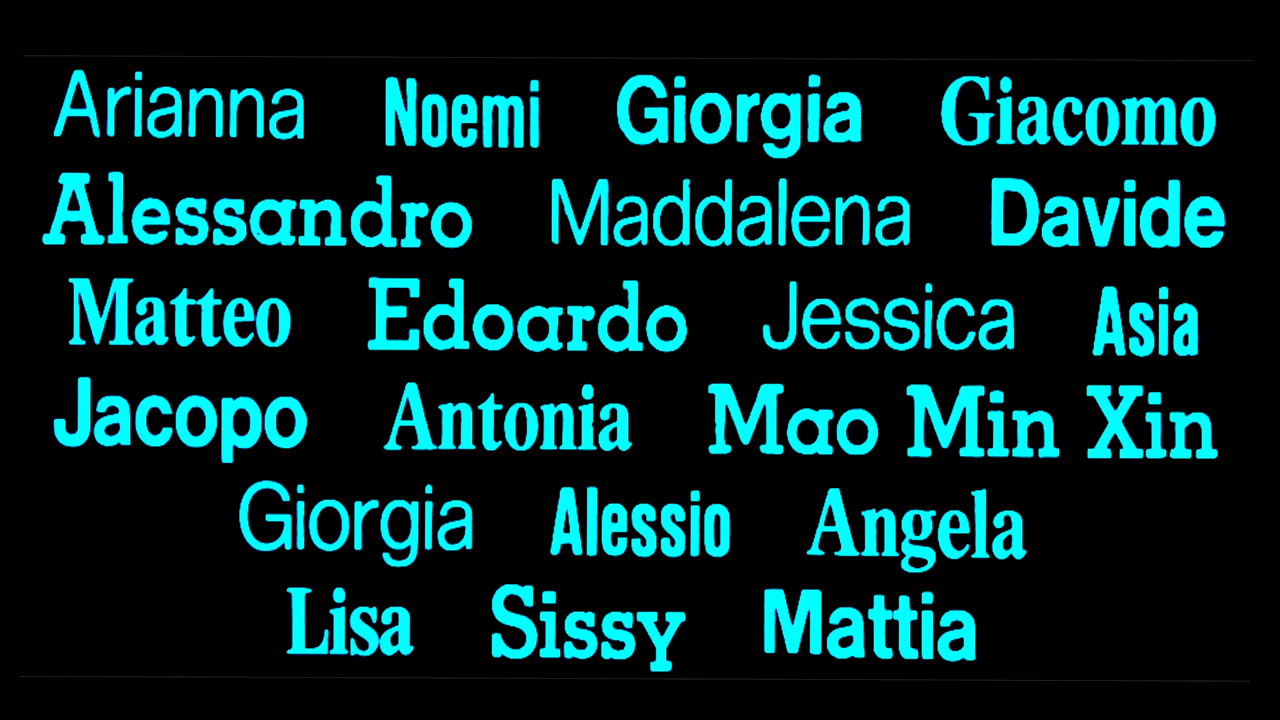 Arianna Noemi Giorgia Giacomo
Alessandro Maddalena Davide
Matteo Edoardo Jessica Asia
Jacopo Antonia Mao Min Xin
Giorgia Alessio Angela
Lisa Sissy Mattia